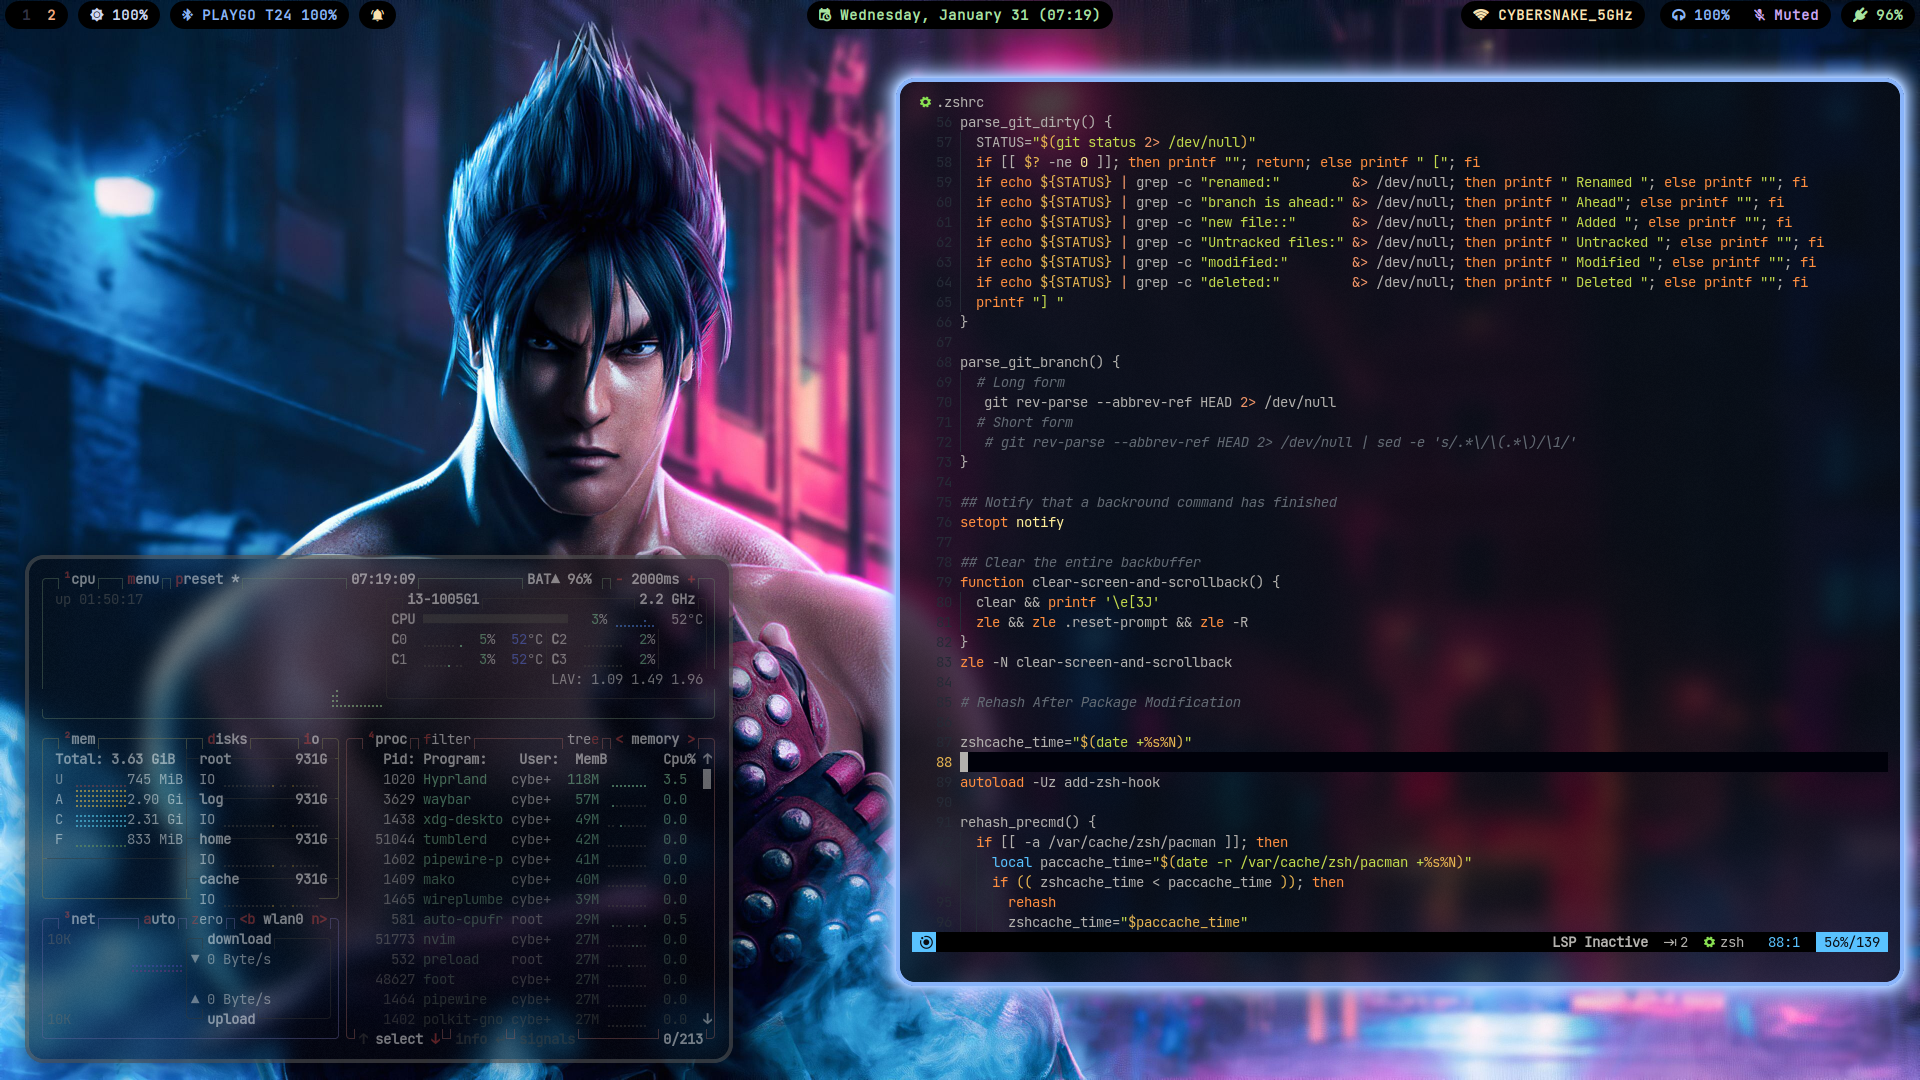 1 2 100% PLAYGO T24 100%
Wednesday, January 31 (07:19)
CYBERSNAKE_5GHz 100% Muted 96%
.zshrc
56 parse_git_dirty() {
57 STATUS="$(git status 2> /dev/null)"
58 if [[ $? -ne 0 ]]; then printf ""; return; else printf " ["; fi
59 if echo ${STATUS} | grep -c "renamed:" &> /dev/null; then printf " Renamed "; else printf ""; fi
60 if echo ${STATUS} | grep -c "branch is ahead:" &> /dev/null; then printf " Ahead"; else printf ""; fi
61 if echo ${STATUS} | grep -c "new file::" &> /dev/null; then printf " Added "; else printf ""; fi
62 if echo ${STATUS} | grep -c "Untracked files:" &> /dev/null; then printf " Untracked "; else printf ""; fi
63 if echo ${STATUS} | grep -c "modified:" &> /dev/null; then printf " Modified "; else printf ""; fi
64 if echo ${STATUS} | grep -c "deleted:" &> /dev/null; then printf " Deleted "; else printf ""; fi
65 printf "] "
66 }
67
68 parse_git_branch() {
69 # Long form
70 git rev-parse --abbrev-ref HEAD 2> /dev/null
71 # Short form
72 # git rev-parse --abbrev-ref HEAD 2> /dev/null | sed -e 's/.*\/\(.*\)/\1/'
73 }
74
75 ## Notify that a backround command has finished
76 setopt notify
77
78 ## Clear the entire backbuffer
79 function clear-screen-and-scrollback() {
80 clear && printf '\e[3J'
zle && zle .reset-prompt && zle -R
82 }
83 zle -N clear-screen-and-scrollback
84
# Rehash After Package Modification
zshcache_time="$(date +%s%N)"
88
89 autoload -Uz add-zsh-hook
90
rehash_precmd() {
if [[ -a /var/cache/zsh/pacman ]]; then
local paccache_time="$(date -r /var/cache/zsh/pacman +%s%N)"
if (( zshcache_time < paccache_time )); then
95 rehash
96 zshcache_time="$paccache_time"
LSP Inactive 2 zsh 88:1 56%/139
1cpu menu preset * 07:19:09 BAT▲ 96% - 2000ms +
up 01:50:17 i3-1005G1 2.2 GHz
CPU 3% 52°C
C0 5% 52°C C2 2%
C1 3% 52°C C3 2%
LAV: 1.09 1.49 1.96
2mem disks io
Total: 3.63 GiB root 931G
U 745 MiB IO
A 2.90 Gi log 931G
C 2.31 Gi IO
F 833 MiB home 931G
IO
cache 931G
IO
3net auto zero <b wlan0 n>
10K download
▼ 0 Byte/s
▲ 0 Byte/s
10K upload
4proc filter tree < memory >
Pid: Program: User: MemB Cpu% ↑
1020 Hyprland cybe+ 118M 3.5
3629 waybar cybe+ 57M 0.0
1438 xdg-deskto cybe+ 49M 0.0
51044 tumblerd cybe+ 42M 0.0
1602 pipewire-p cybe+ 41M 0.0
1409 mako cybe+ 40M 0.0
1465 wireplumbe cybe+ 39M 0.0
581 auto-cpufr root 29M 0.5
51773 nvim cybe+ 27M 0.0
532 preload root 27M 0.0
48627 foot cybe+ 27M 0.0
1464 pipewire cybe+ 27M 0.0
1402 polkit-gno cybe+ 27M 0.0 ↓
↑ select ↓ info signals 0/213